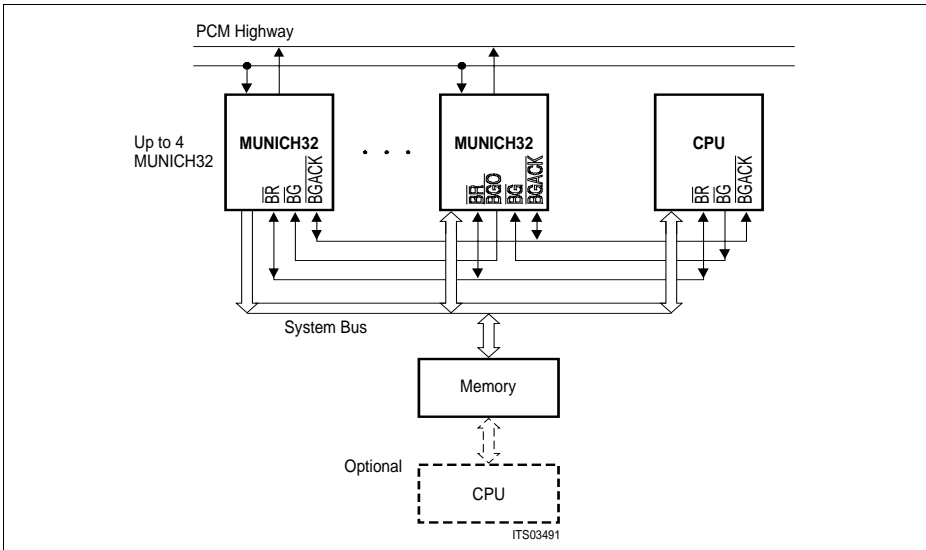 PCM Highway
Up to 4
MUNICH32
MUNICH32
BR
BG
BGACK
. . .
MUNICH32
BR
BGO
BG
BGACK
CPU
BR
BG
BGACK
System Bus
Memory
Optional
CPU
ITS03491